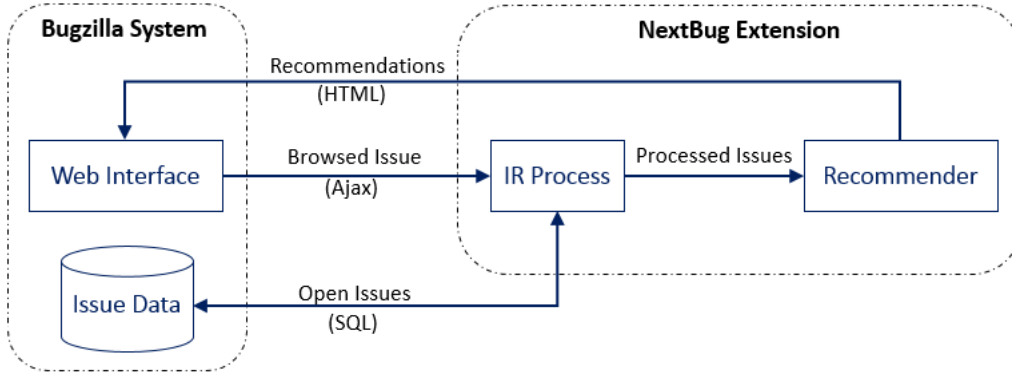 Bugzilla System
NextBug Extension
Recommendations
(HTML)
Web Interface
Browsed Issue
(Ajax)
IR Process
Processed Issues
Recommender
Issue Data
Open Issues
(SQL)